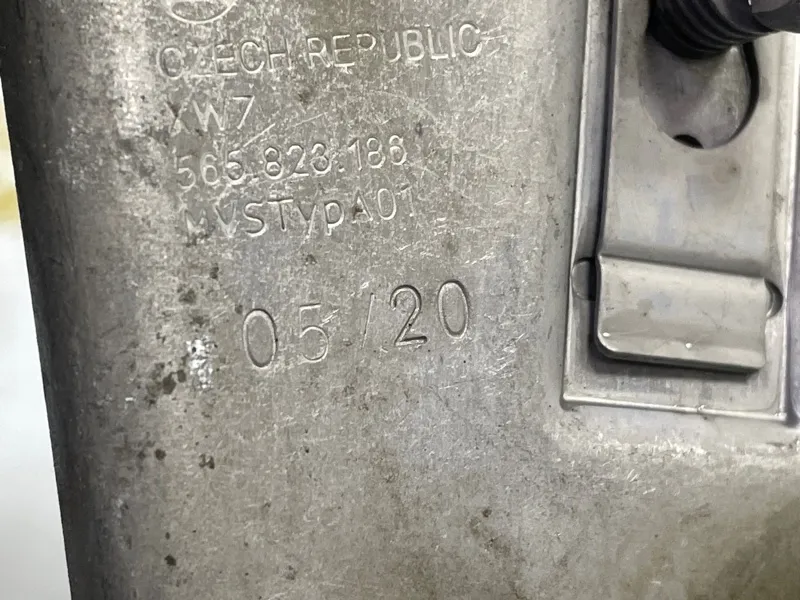 CZECH REPUBLIC
XW7
565.823.186
MVSTypA01
05/20